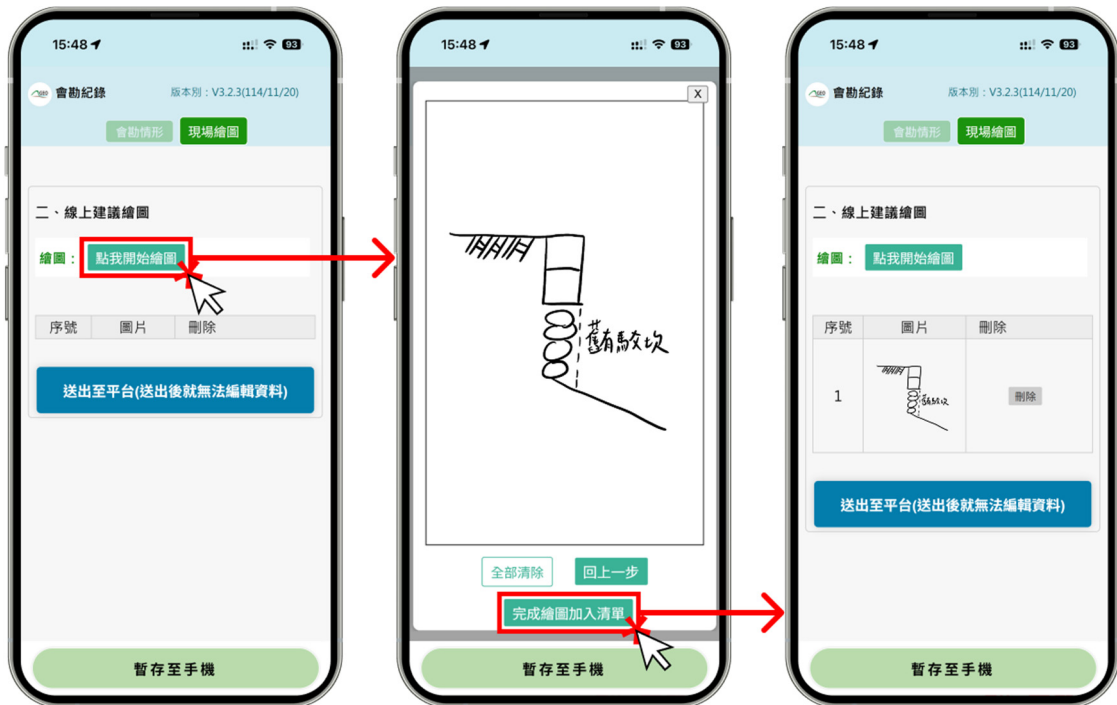 15:48
93
會勘紀錄
版本別：V3.2.3(114/11/20)
會勘情形
現場繪圖
二、線上建議繪圖
繪圖：
點我開始繪圖
序號 圖片 刪除
送出至平台(送出後就無法編輯資料)
暫存至手機
15:48
93
X
舊有駁坎
全部清除
回上一步
完成繪圖加入清單
暫存至手機
15:48
93
會勘紀錄
版本別：V3.2.3(114/11/20)
會勘情形
現場繪圖
二、線上建議繪圖
繪圖：
點我開始繪圖
序號 圖片 刪除
1
舊有駁坎
刪除
送出至平台(送出後就無法編輯資料)
暫存至手機